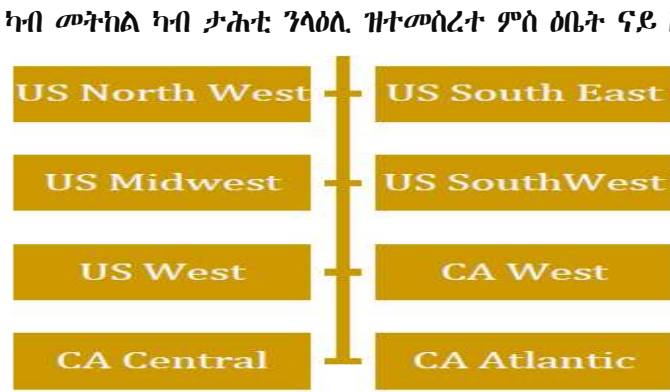 ካብ መትከል ካብ ታሕቲ ንላዕሊ ዝተመስረተ ምስ ዕቤት ናይ
US North West US South East
US Midwest US SouthWest
US West CA West
CA Central CA Atlantic